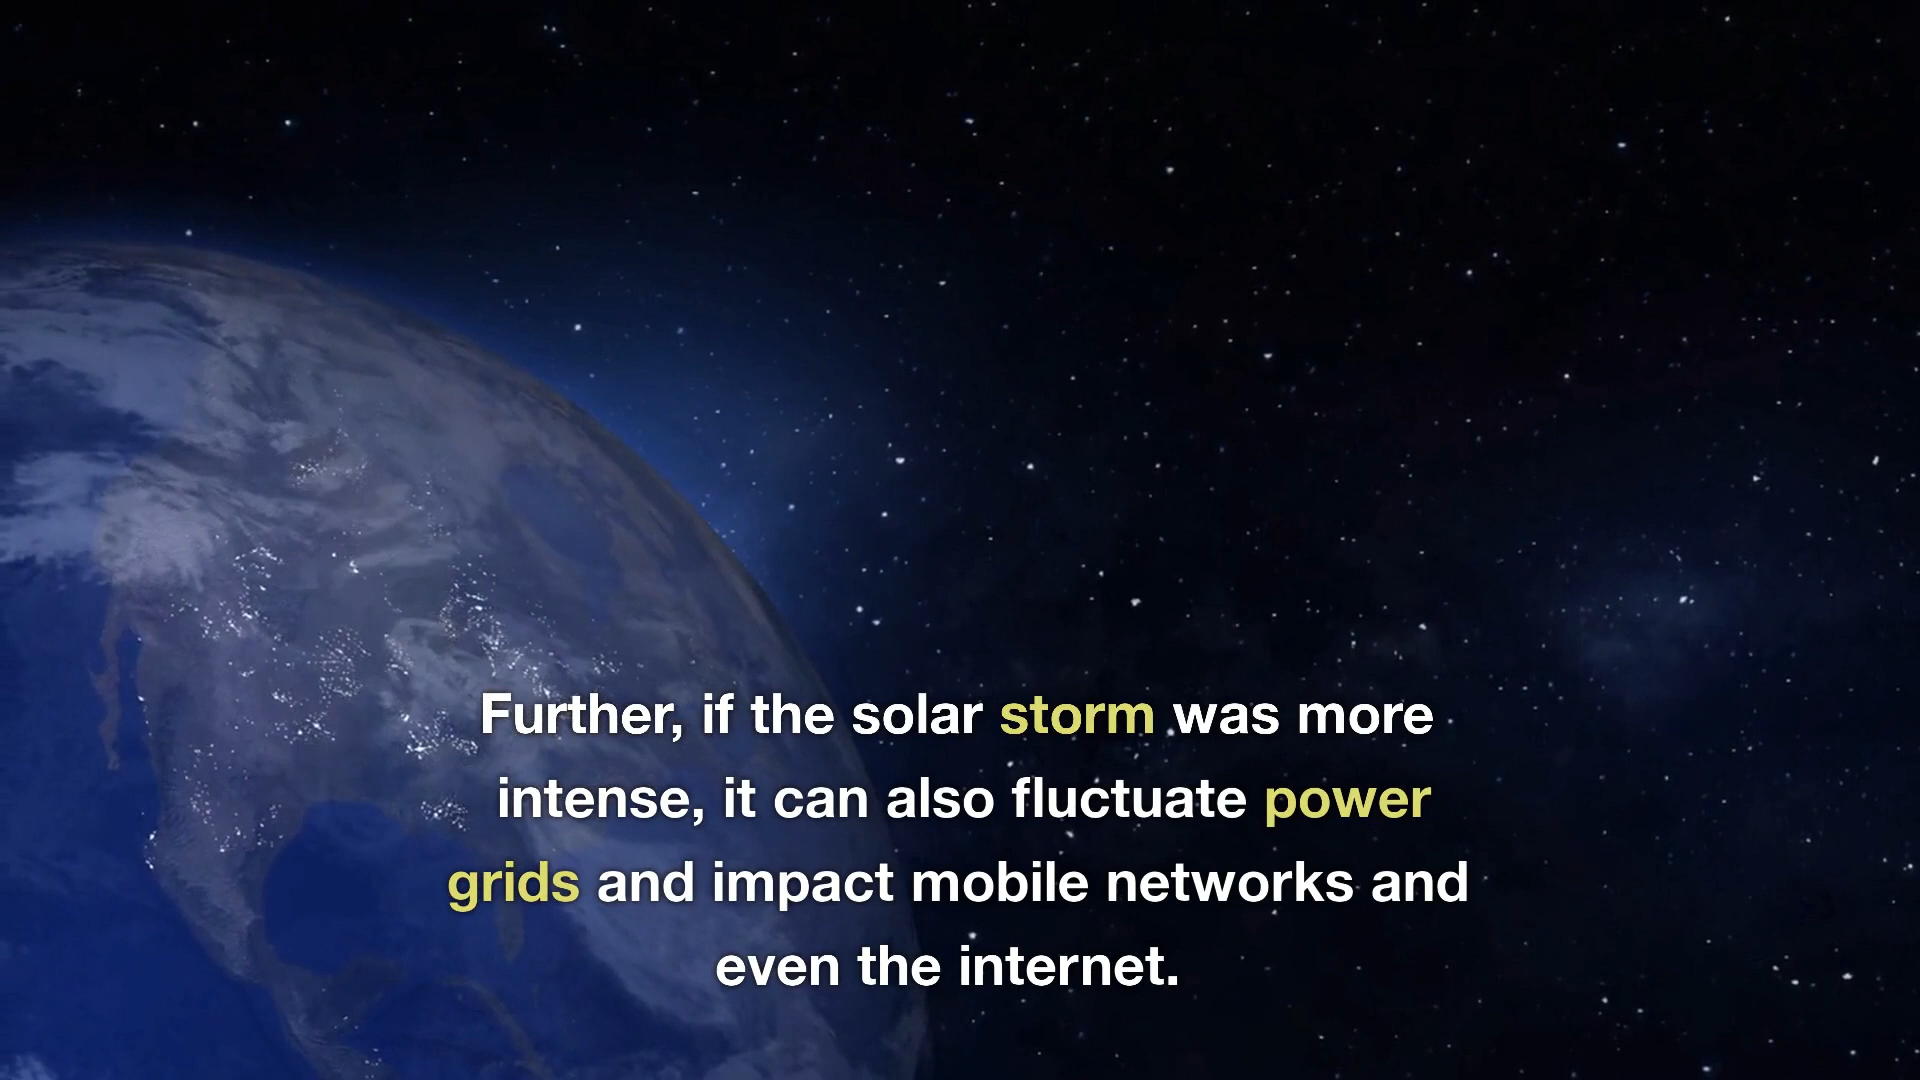 Further, if the solar storm was more
intense, it can also fluctuate power
grids and impact mobile networks and
even the internet.